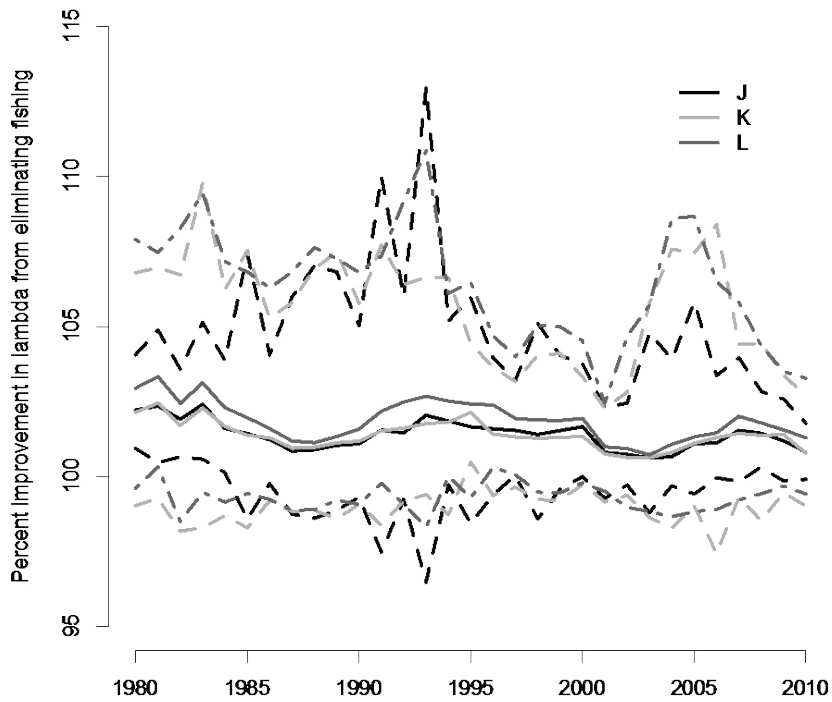 Percent improvement in lambda from eliminating fishing
115
110
105
100
95
J
K
L
1980 1985 1990 1995 2000 2005 2010